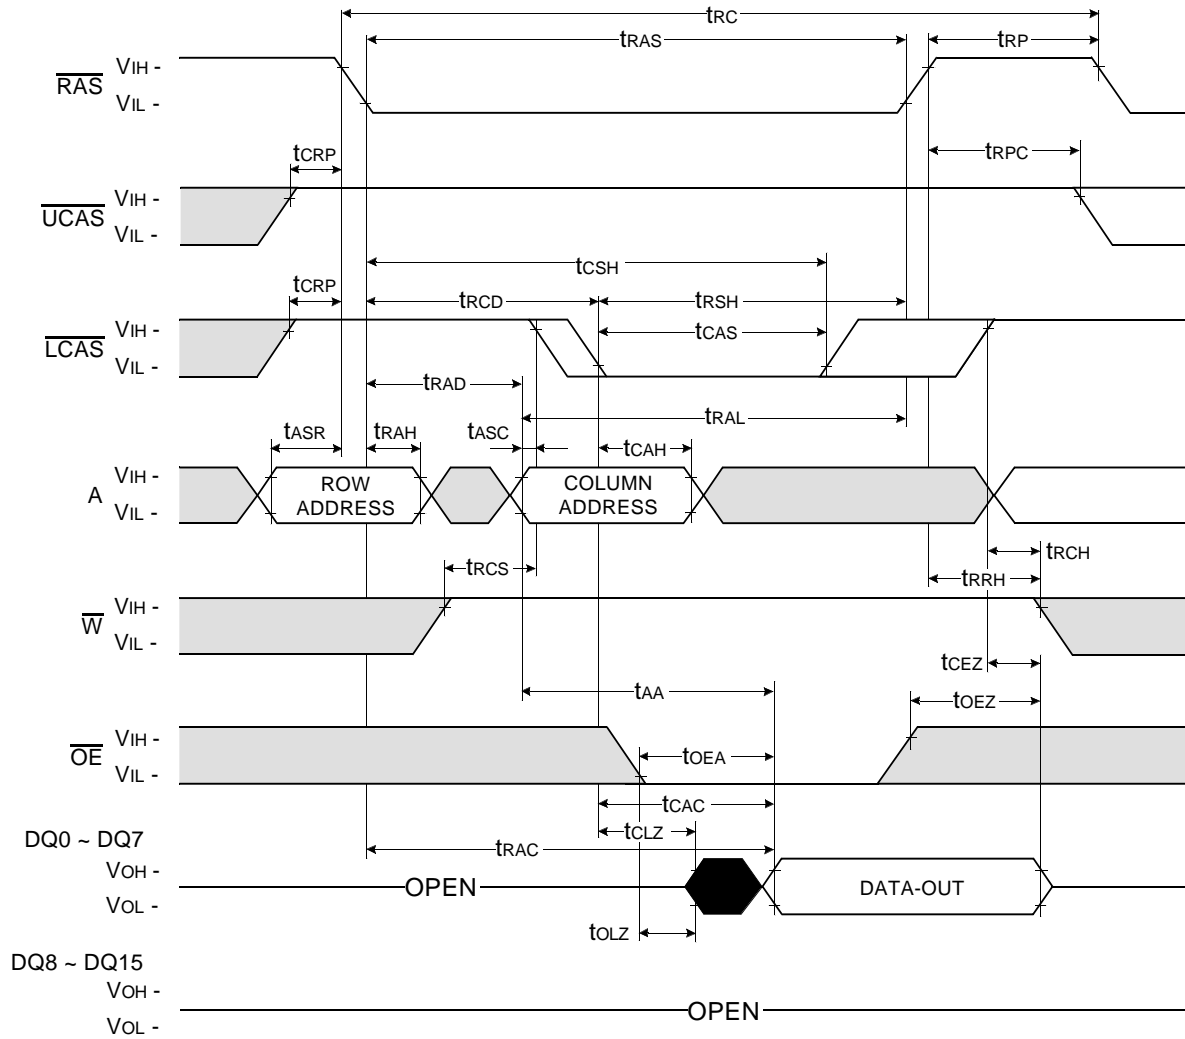 tRC
tRAS
tRP
RAS
VIH -
VIL -
tCRP
tRPC
UCAS
VIH -
VIL -
tCSH
tCRP
tRCD
tRSH
LCAS
VIH -
VIL -
tCAS
tRAD
tRAL
tASR
tRAH
tASC
tCAH
A
VIH -
VIL -
ROW
ADDRESS
COLUMN
ADDRESS
tRCS
tRCH
tRRH
W
VIH -
VIL -
tCEZ
tAA
tOEZ
OE
VIH -
VIL -
tOEA
tCAC
tCLZ
DQ0 ~ DQ7
tRAC
VOH -
VOL -
OPEN
DATA-OUT
tOLZ
DQ8 ~ DQ15
VOH -
VOL -
OPEN